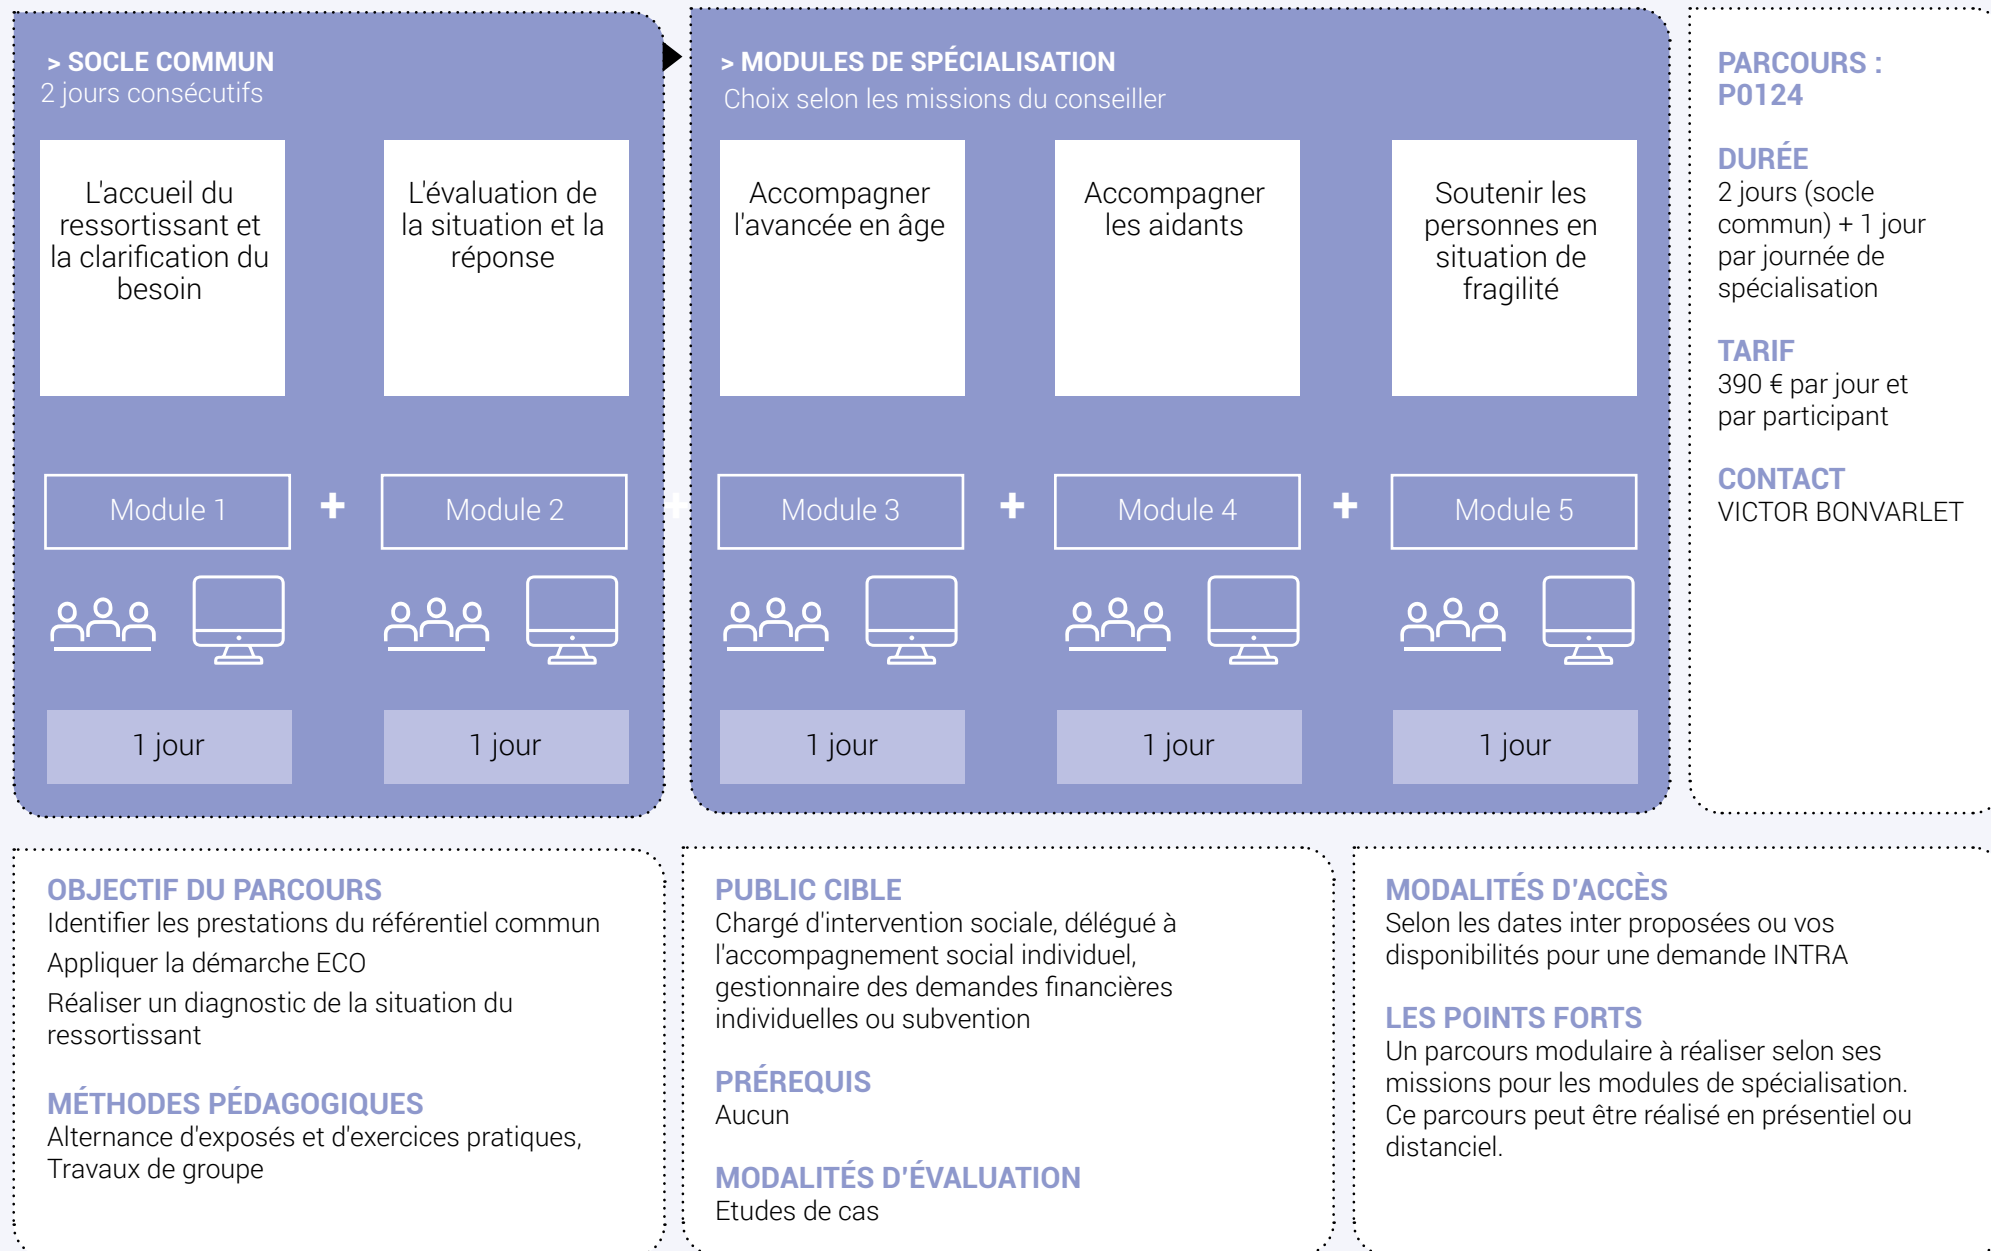 > SOCLE COMMUN
2 jours consécutifs
L'accueil du
ressortissant et
la clarification du
besoin
L'évaluation de
la situation et la
réponse
Module 1
+
Module 2
1 jour
1 jour
+
> MODULES DE SPÉCIALISATION
Choix selon les missions du conseiller
Accompagner
l'avancée en âge
Accompagner
les aidants
Soutenir les
personnes en
situation de
fragilité
Module 3
+
Module 4
+
Module 5
1 jour
1 jour
1 jour
PARCOURS :
P0124
DURÉE
2 jours (socle
commun) + 1 jour
par journée de
spécialisation
TARIF
390 € par jour et
par participant
CONTACT
VICTOR BONVARLET
OBJECTIF DU PARCOURS
Identifier les prestations du référentiel commun
Appliquer la démarche ECO
Réaliser un diagnostic de la situation du
ressortissant
MÉTHODES PÉDAGOGIQUES
Alternance d'exposés et d'exercices pratiques,
Travaux de groupe
PUBLIC CIBLE
Chargé d'intervention sociale, délégué à
l'accompagnement social individuel,
gestionnaire des demandes financières
individuelles ou subvention
PRÉREQUIS
Aucun
MODALITÉS D'ÉVALUATION
Etudes de cas
MODALITÉS D'ACCÈS
Selon les dates inter proposées ou vos
disponibilités pour une demande INTRA
LES POINTS FORTS
Un parcours modulaire à réaliser selon ses
missions pour les modules de spécialisation.
Ce parcours peut être réalisé en présentiel ou
distanciel.